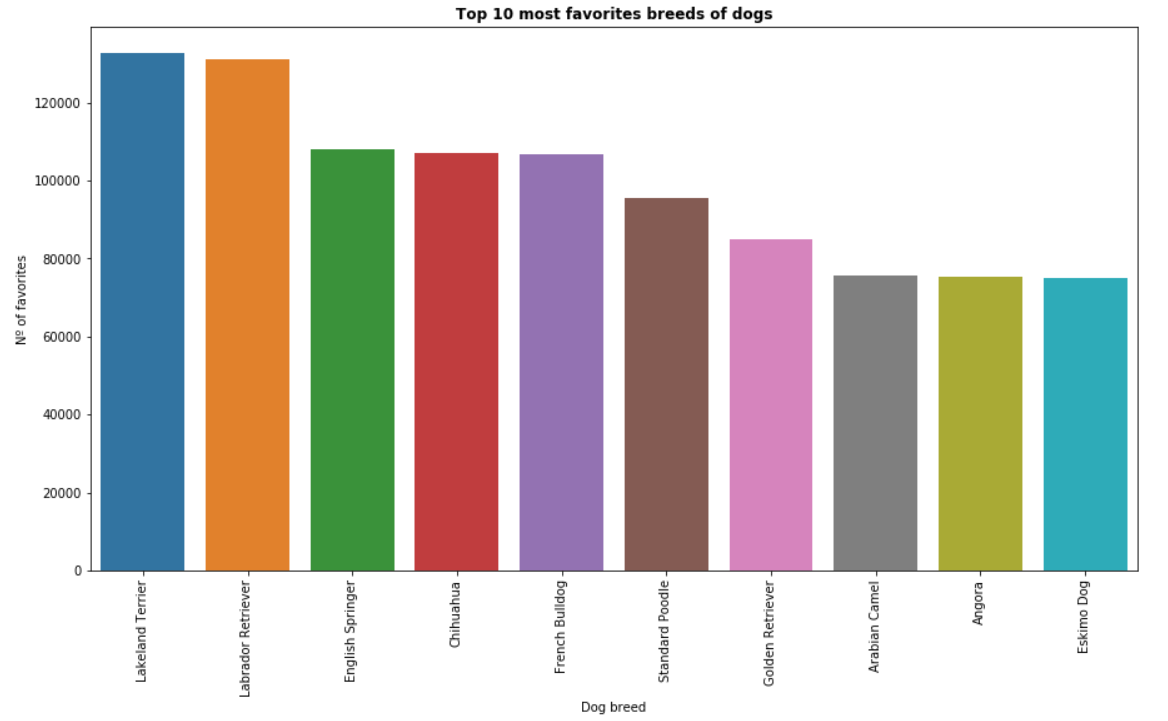 Top 10 most favorites breeds of dogs
Nº of favorites
120000
100000
80000
60000
40000
20000
0
Lakeland Terrier
Labrador Retriever
English Springer
Chihuahua
French Bulldog
Standard Poodle
Golden Retriever
Arabian Camel
Angora
Eskimo Dog
Dog breed